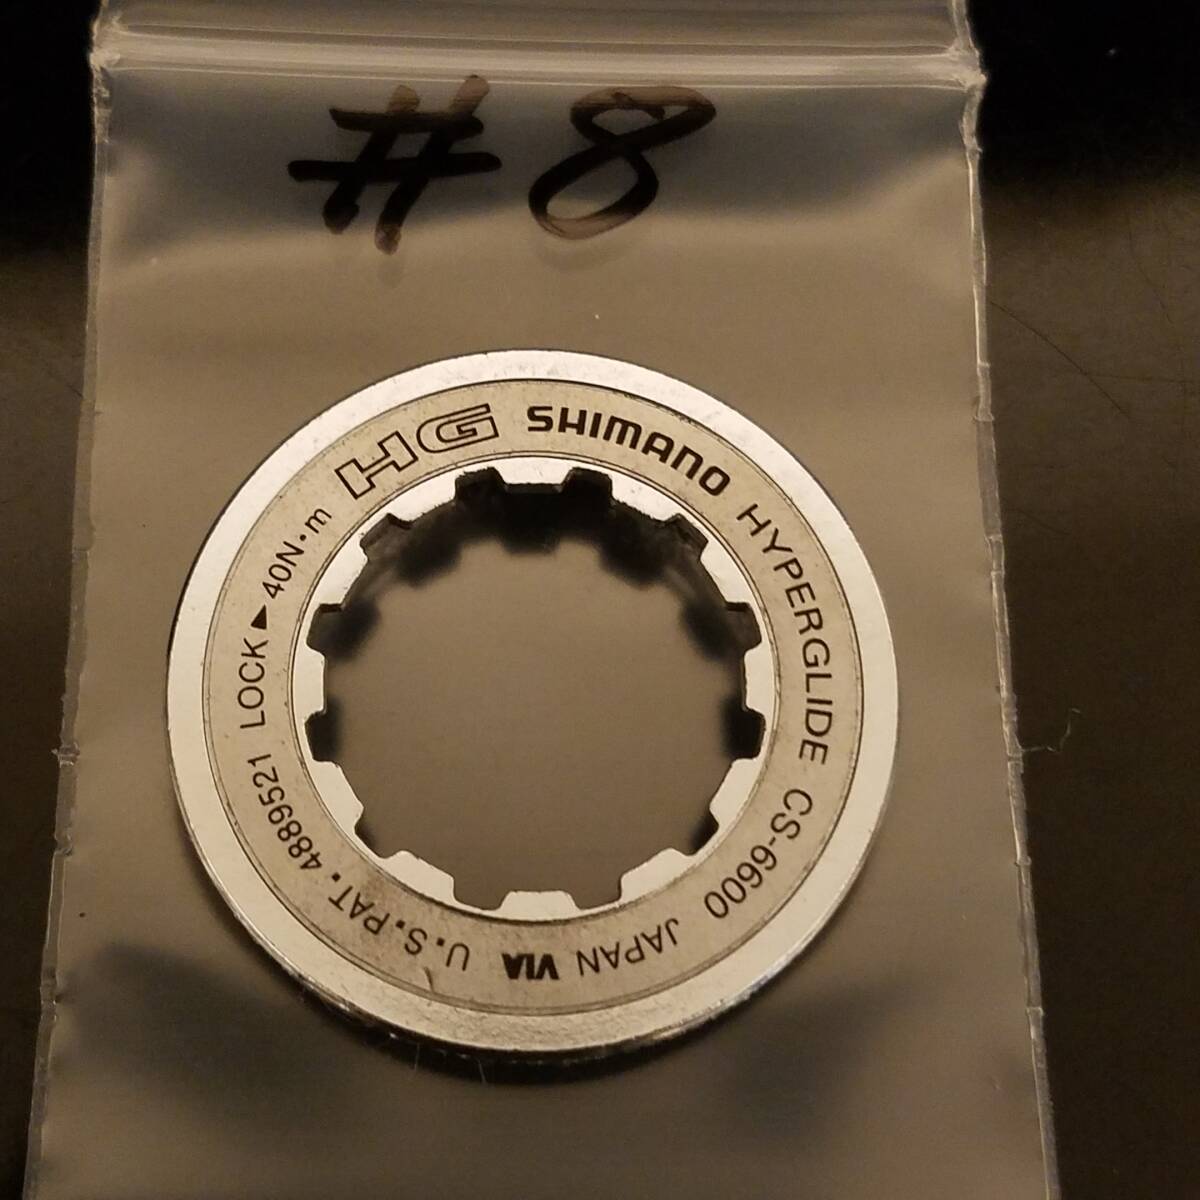 #8
HG SHIMANO HYPERGLIDE CS-6600 JAPAN VIA U.S.PAT.4889521 LOCK▶40N·m